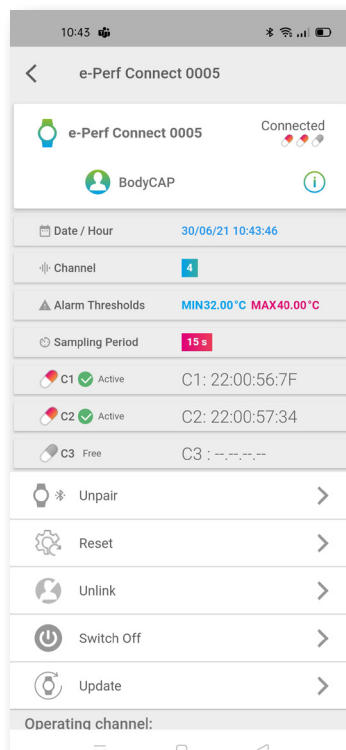 10:43
e-Perf Connect 0005
e-Perf Connect 0005 Connected
BodyCAP
Date / Hour 30/06/21 10:43:46
Channel 4
Alarm Thresholds MIN32.00°C MAX40.00°C
Sampling Period 15 s
C1 Active C1: 22:00:56:7F
C2 Active C2: 22:00:57:34
C3 Free C3 : --.--.--.--
Unpair
Reset
Unlink
Switch Off
Update
Operating channel: